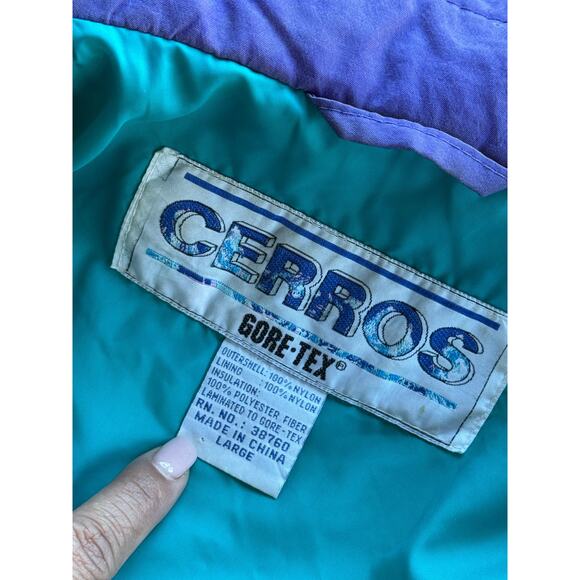 CERROS
GORE-TEX®
OUTERSHELL: 100% NYLON
LINING : 100% NYLON
INSULATION:
100% POLYESTER FIBER
LAMINATED TO GORE-TEX
RN. NO.: 38760
MADE IN CHINA
LARGE